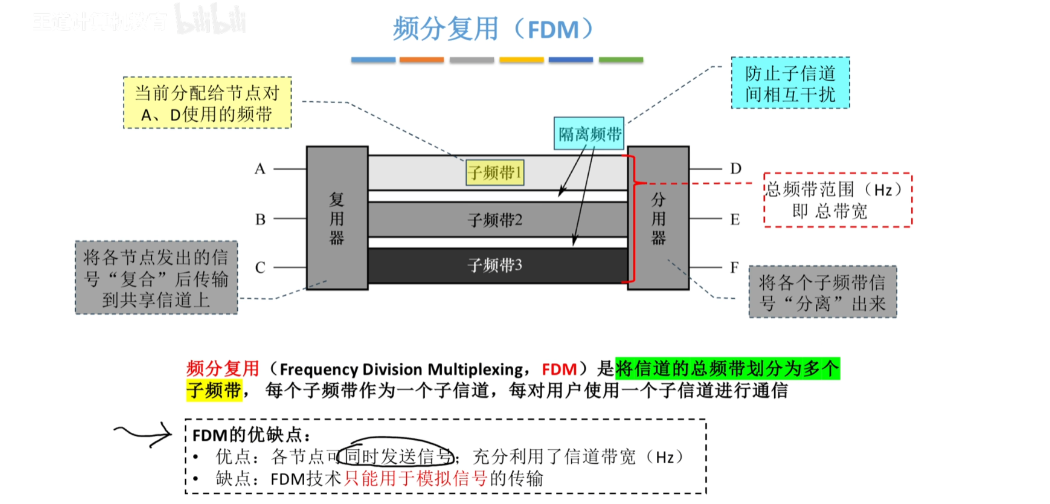 bilibili
频分复用（FDM）
当前分配给节点对
A、D使用的频带
防止子信道
间相互干扰
隔离频带
A
B
C
复用器
子频带1
子频带2
子频带3
分用器
D
E
F
总频带范围（Hz）
即 总带宽
将各节点发出的信
号“复合”后传输
到共享信道上
将各个子频带信
号“分离”出来
频分复用（Frequency Division Multiplexing，FDM）是将信道的总频带划分为多个
子频带， 每个子频带作为一个子信道，每对用户使用一个子信道进行通信
FDM的优缺点：
• 优点：各节点可同时发送信号；充分利用了信道带宽（Hz）
• 缺点：FDM技术只能用于模拟信号的传输